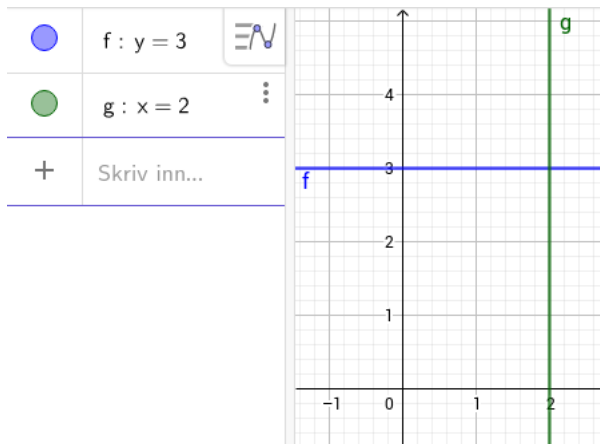 f : y = 3
g : x = 2
+ Skriv inn...
g
4
3
f
2
1
−1 0 1 2